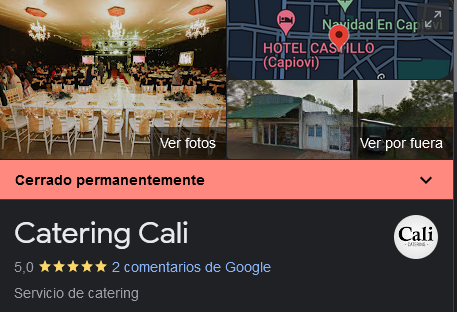 Navidad En Cap
HOTEL CASTILLO
(Capiovi)
Ver fotos
Ver por fuera
Cerrado permanentemente
Catering Cali
Cali
CATERING
5,0
2 comentarios de Google
Servicio de catering